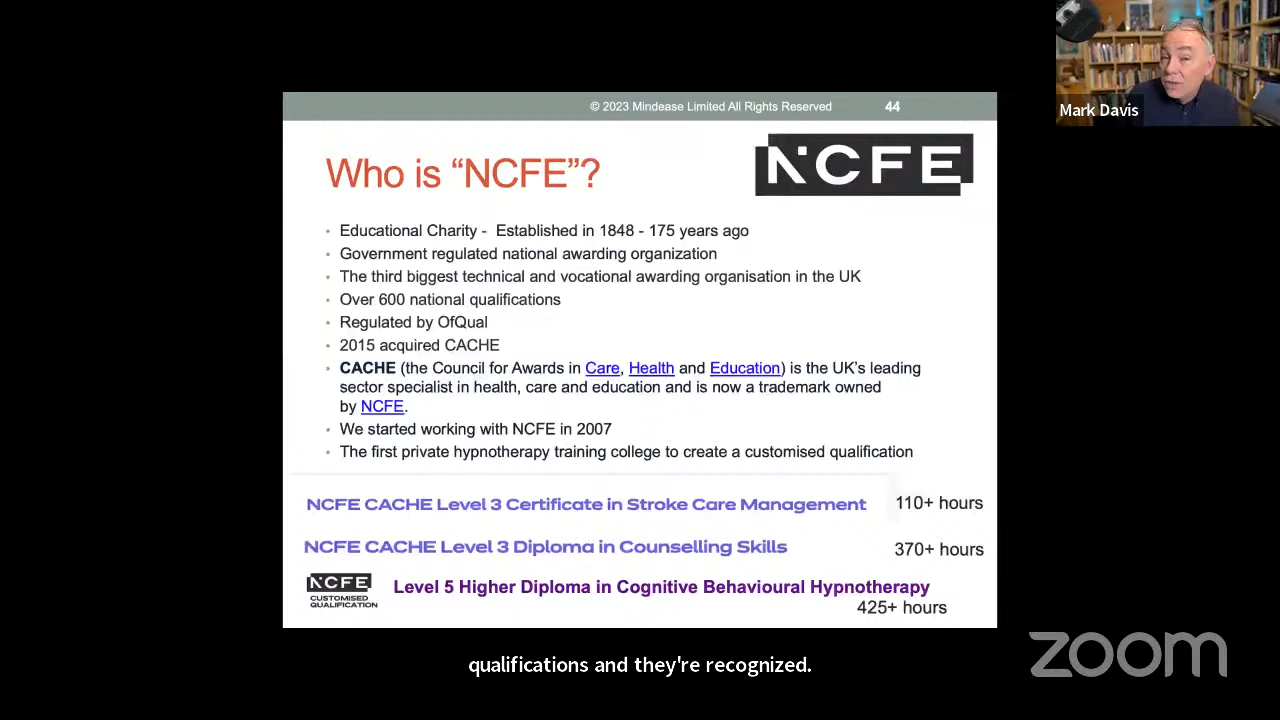 © 2023 Mindease Limited All Rights Reserved 44
Mark Davis
Who is “NCFE”?
NCFE
Educational Charity - Established in 1848 - 175 years ago
Government regulated national awarding organization
The third biggest technical and vocational awarding organisation in the UK
Over 600 national qualifications
Regulated by OfQual
2015 acquired CACHE
CACHE (the Council for Awards in Care, Health and Education) is the UK’s leading
sector specialist in health, care and education and is now a trademark owned
by NCFE.
We started working with NCFE in 2007
The first private hypnotherapy training college to create a customised qualification
NCFE CACHE Level 3 Certificate in Stroke Care Management 110+ hours
NCFE CACHE Level 3 Diploma in Counselling Skills 370+ hours
NCFE
CUSTOMISED
QUALIFICATION
Level 5 Higher Diploma in Cognitive Behavioural Hypnotherapy
425+ hours
qualifications and they're recognized.
zoom